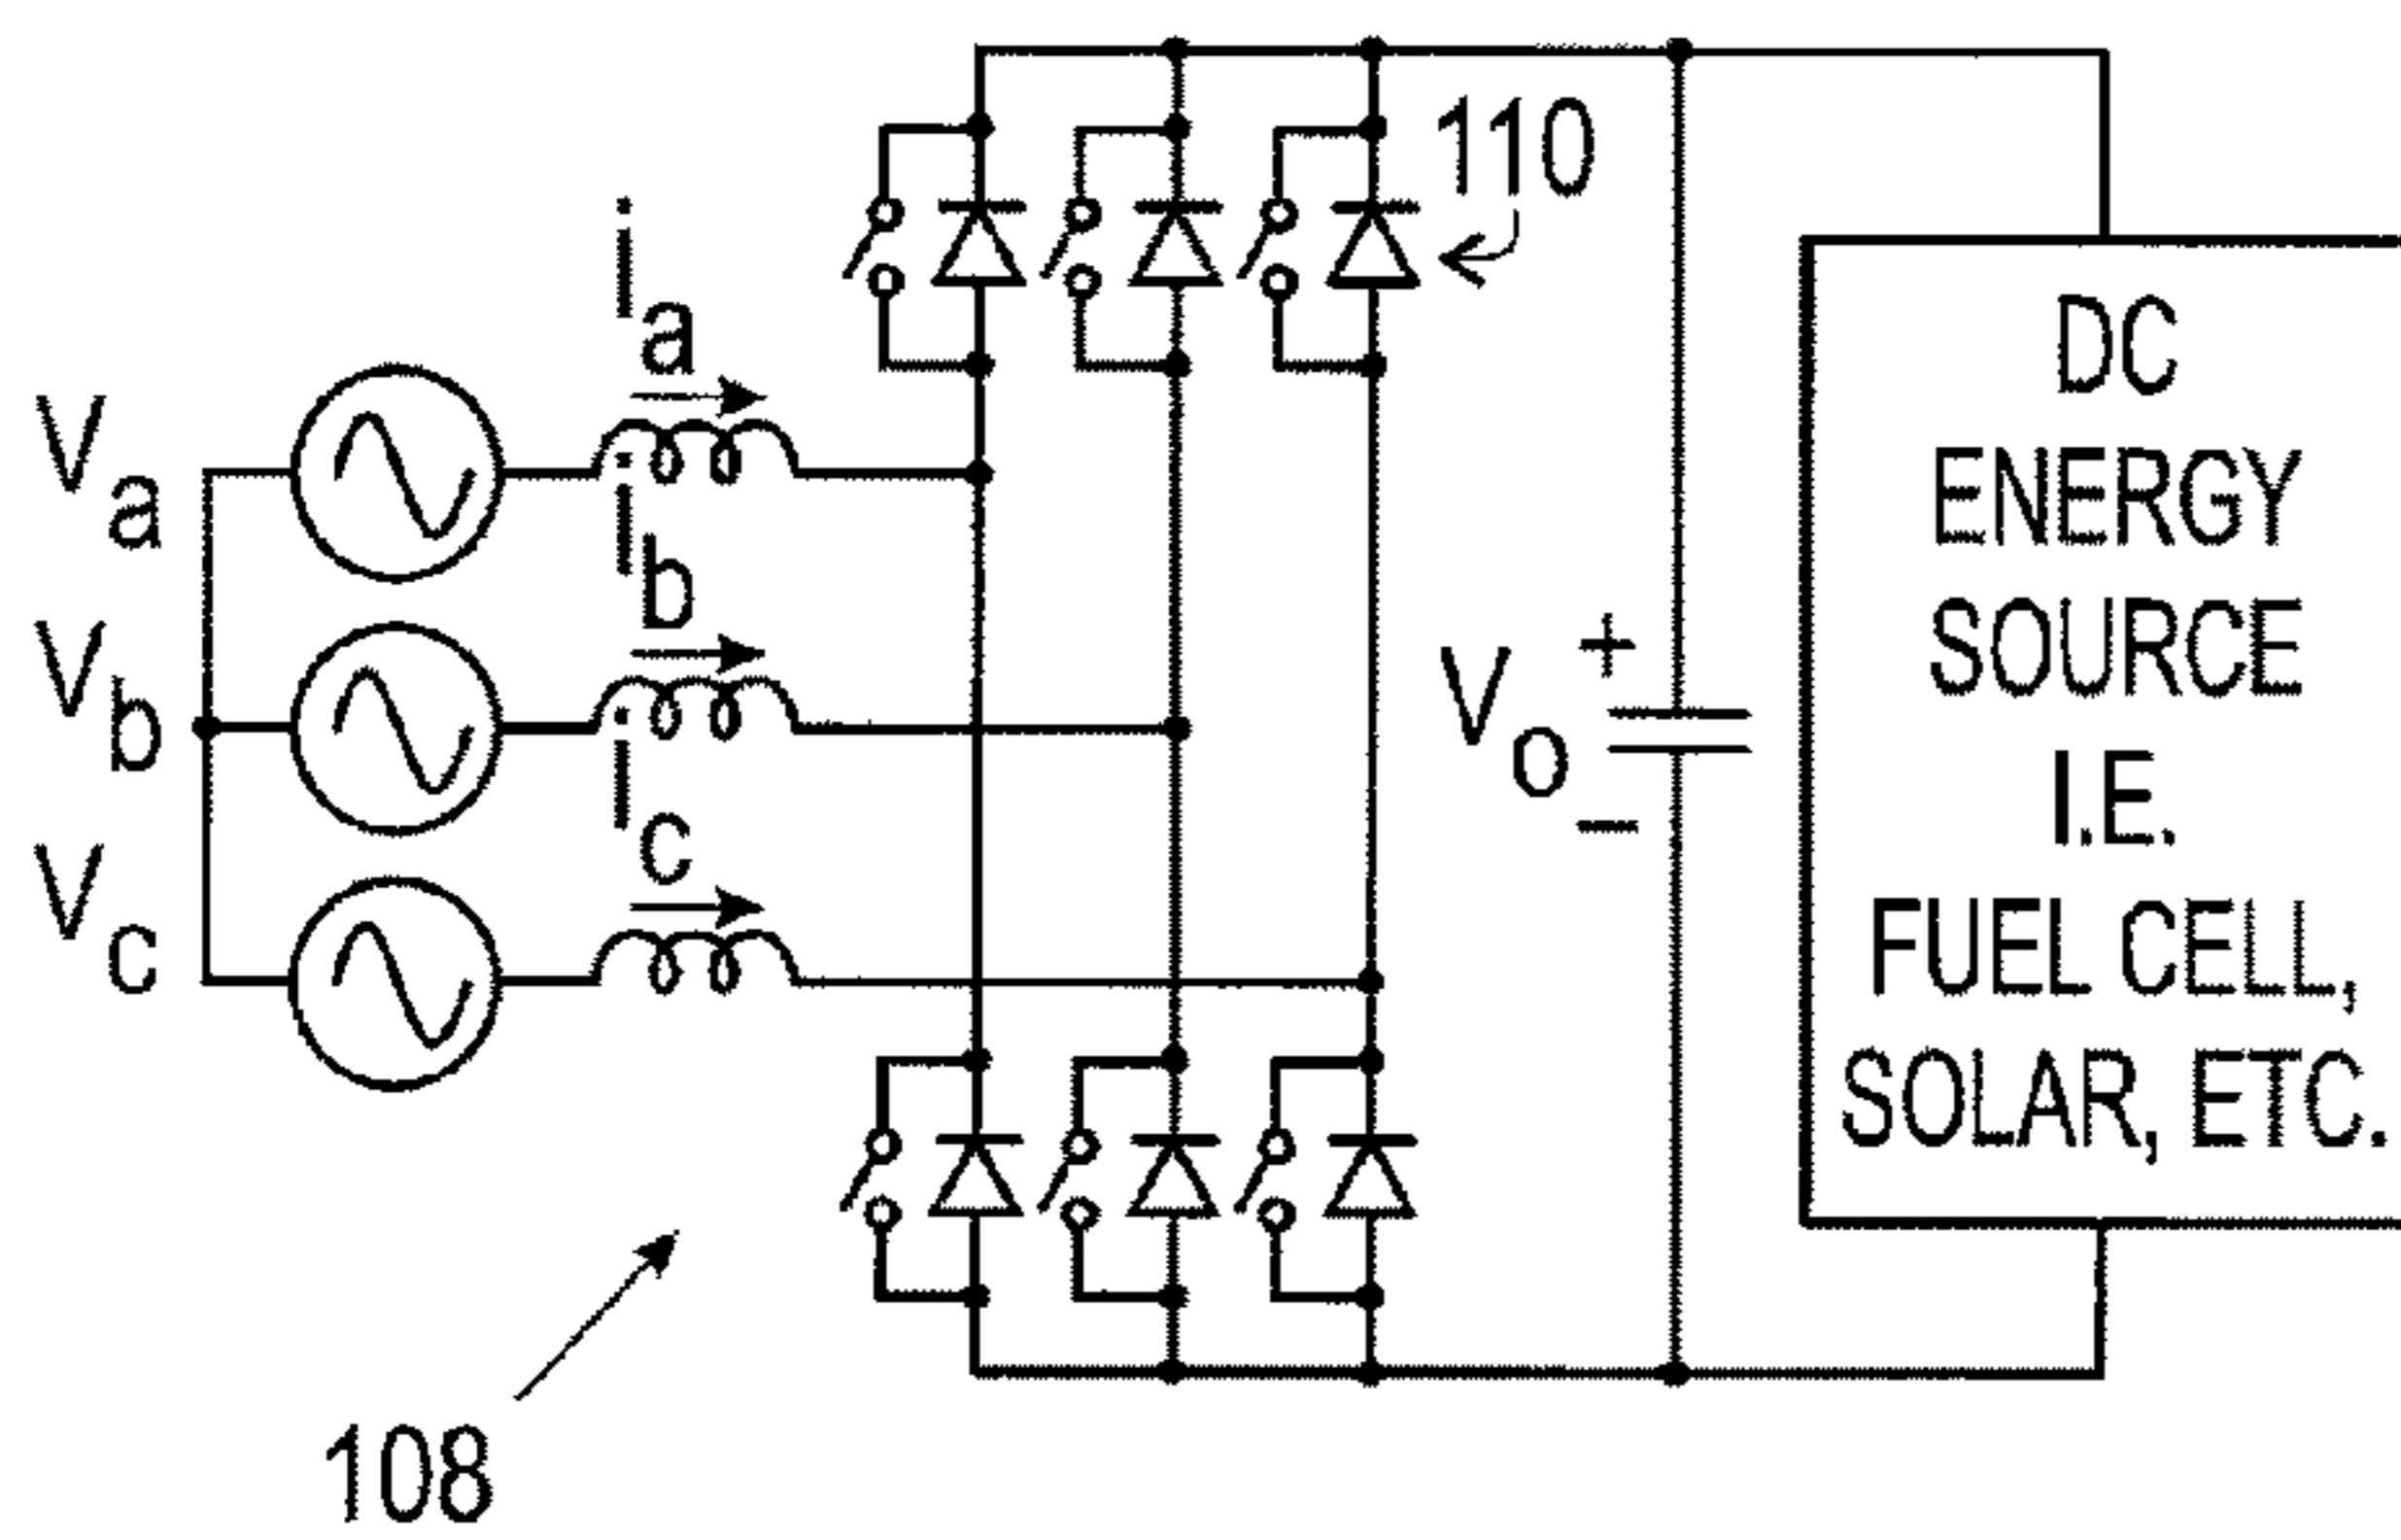 110
i a
V a
i b
V b
i c
V c
V o
+
−
DC
ENERGY
SOURCE
I.E.
FUEL CELL,
SOLAR, ETC.
108